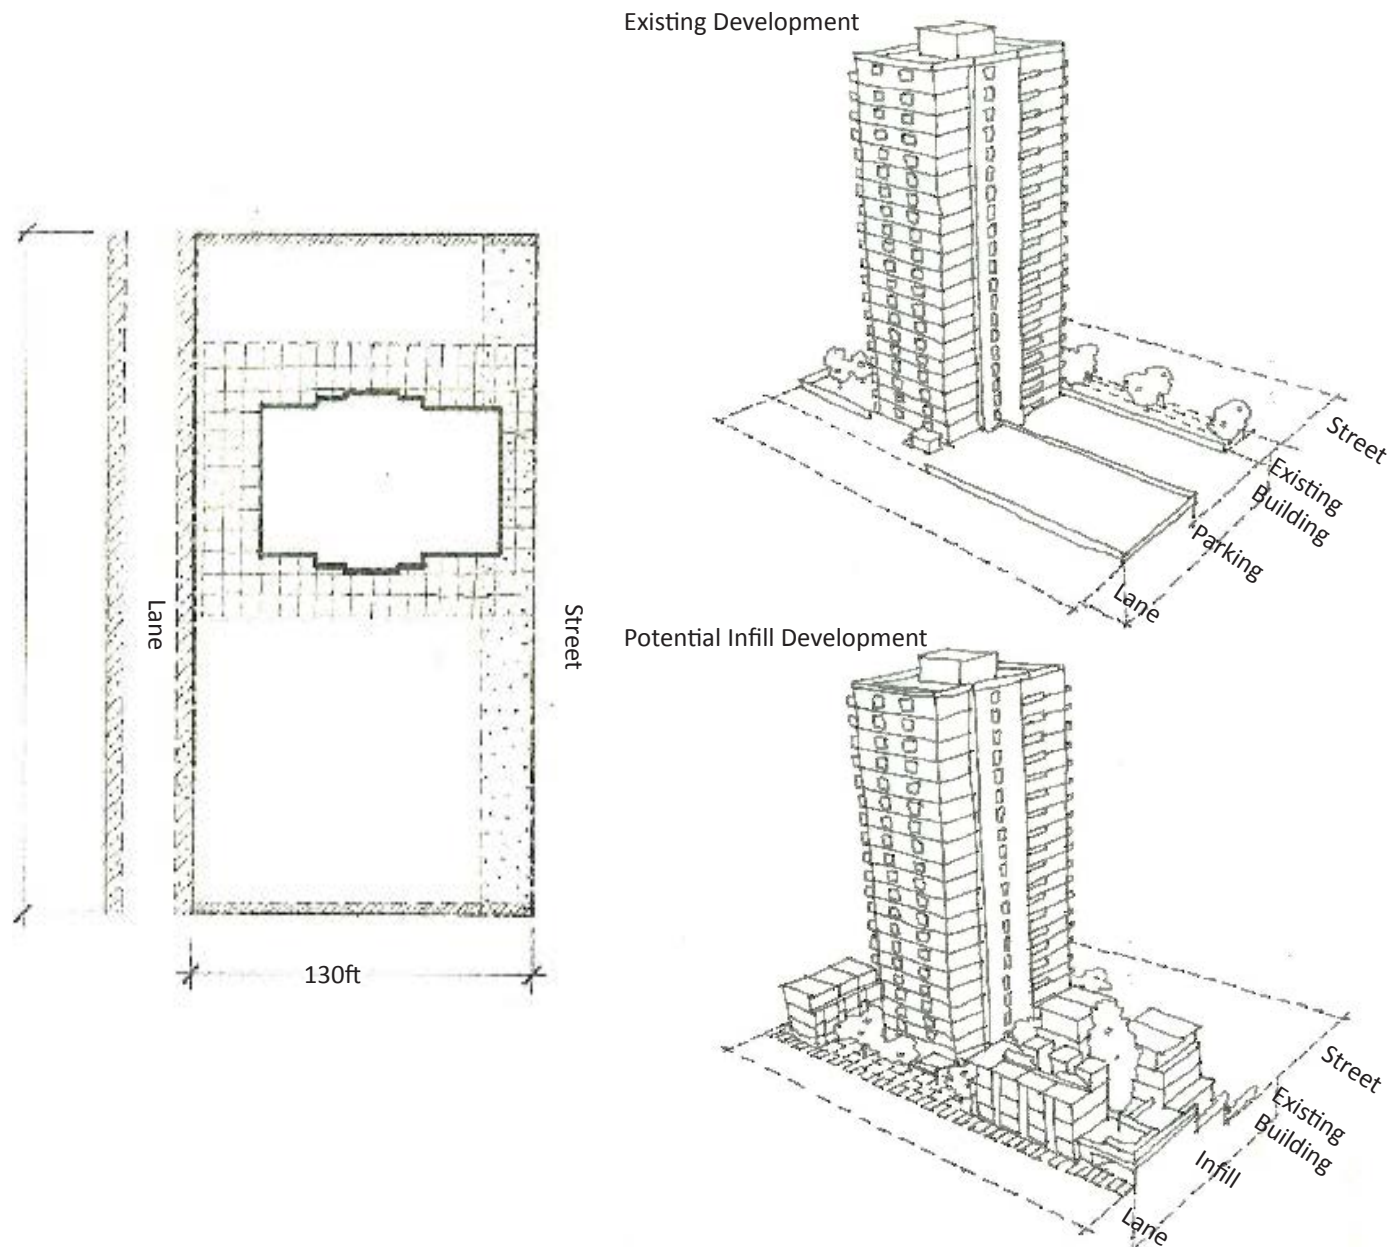 Existing Development
Street
Existing
Building
Parking
Lane
Lane
Street
130ft
Potential Infill Development
Street
Existing
Building
Infill
Lane